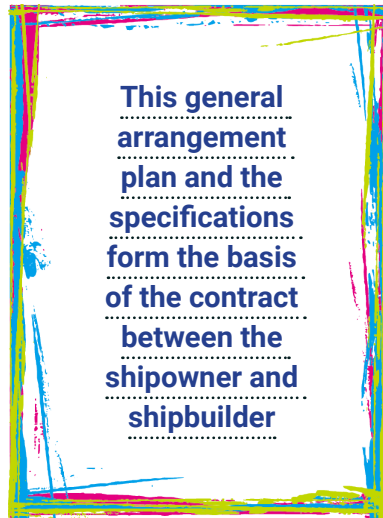 This general
arrangement
plan and the
specifications
form the basis
of the contract
between the
shipowner and
shipbuilder